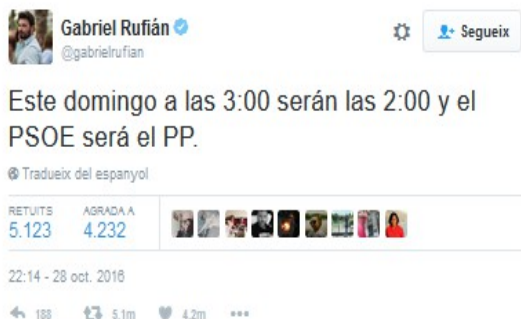 Gabriel Rufián
@gabrielrufian
Segueix
Este domingo a las 3:00 serán las 2:00 y el
PSOE será el PP.
Tradueix del espanyol
RETUITS AGRADA A
5.123 4.232
22:14 - 28 oct. 2016
188 5.1m 4.2m